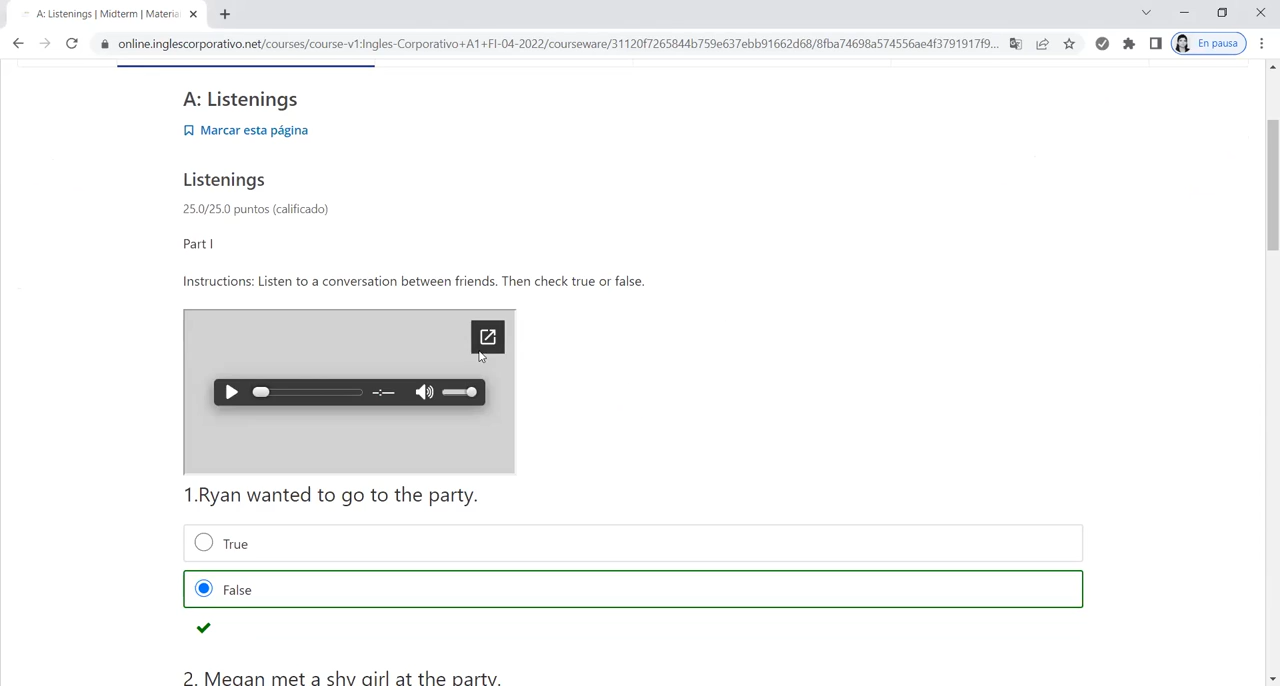 A: Listenings | Midterm | Materia
online.inglescorporativo.net/courses/course-v1:Ingles-Corporativo+A1+FI-04-2022/courseware/31120f7265844b759e637ebb91662d68/8fba74698a574556ae4f3791917f9...
En pausa
A: Listenings
Marcar esta página
Listenings
25.0/25.0 puntos (calificado)
Part I
Instructions: Listen to a conversation between friends. Then check true or false.
-:--
1.Ryan wanted to go to the party.
True
False
2. Megan met a shy girl at the party.